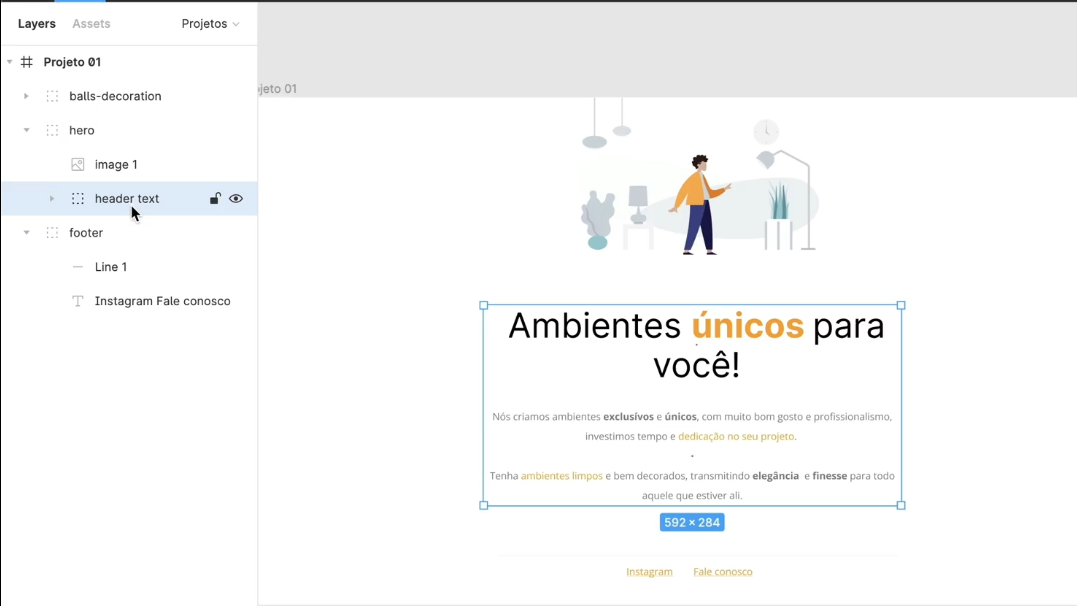 Layers Assets Projetos
Projeto 01
balls-decoration
hero
image 1
header text
footer
Line 1
Instagram Fale conosco
jeto 01
Ambientes únicos para
você!
Nós criamos ambientes exclusívos e únicos, com muito bom gosto e profissionalismo,
investimos tempo e dedicação no seu projeto.
Tenha ambientes limpos e bem decorados, transmitindo elegância e finesse para todo
aquele que estiver ali.
592 × 284
Instagram Fale conosco